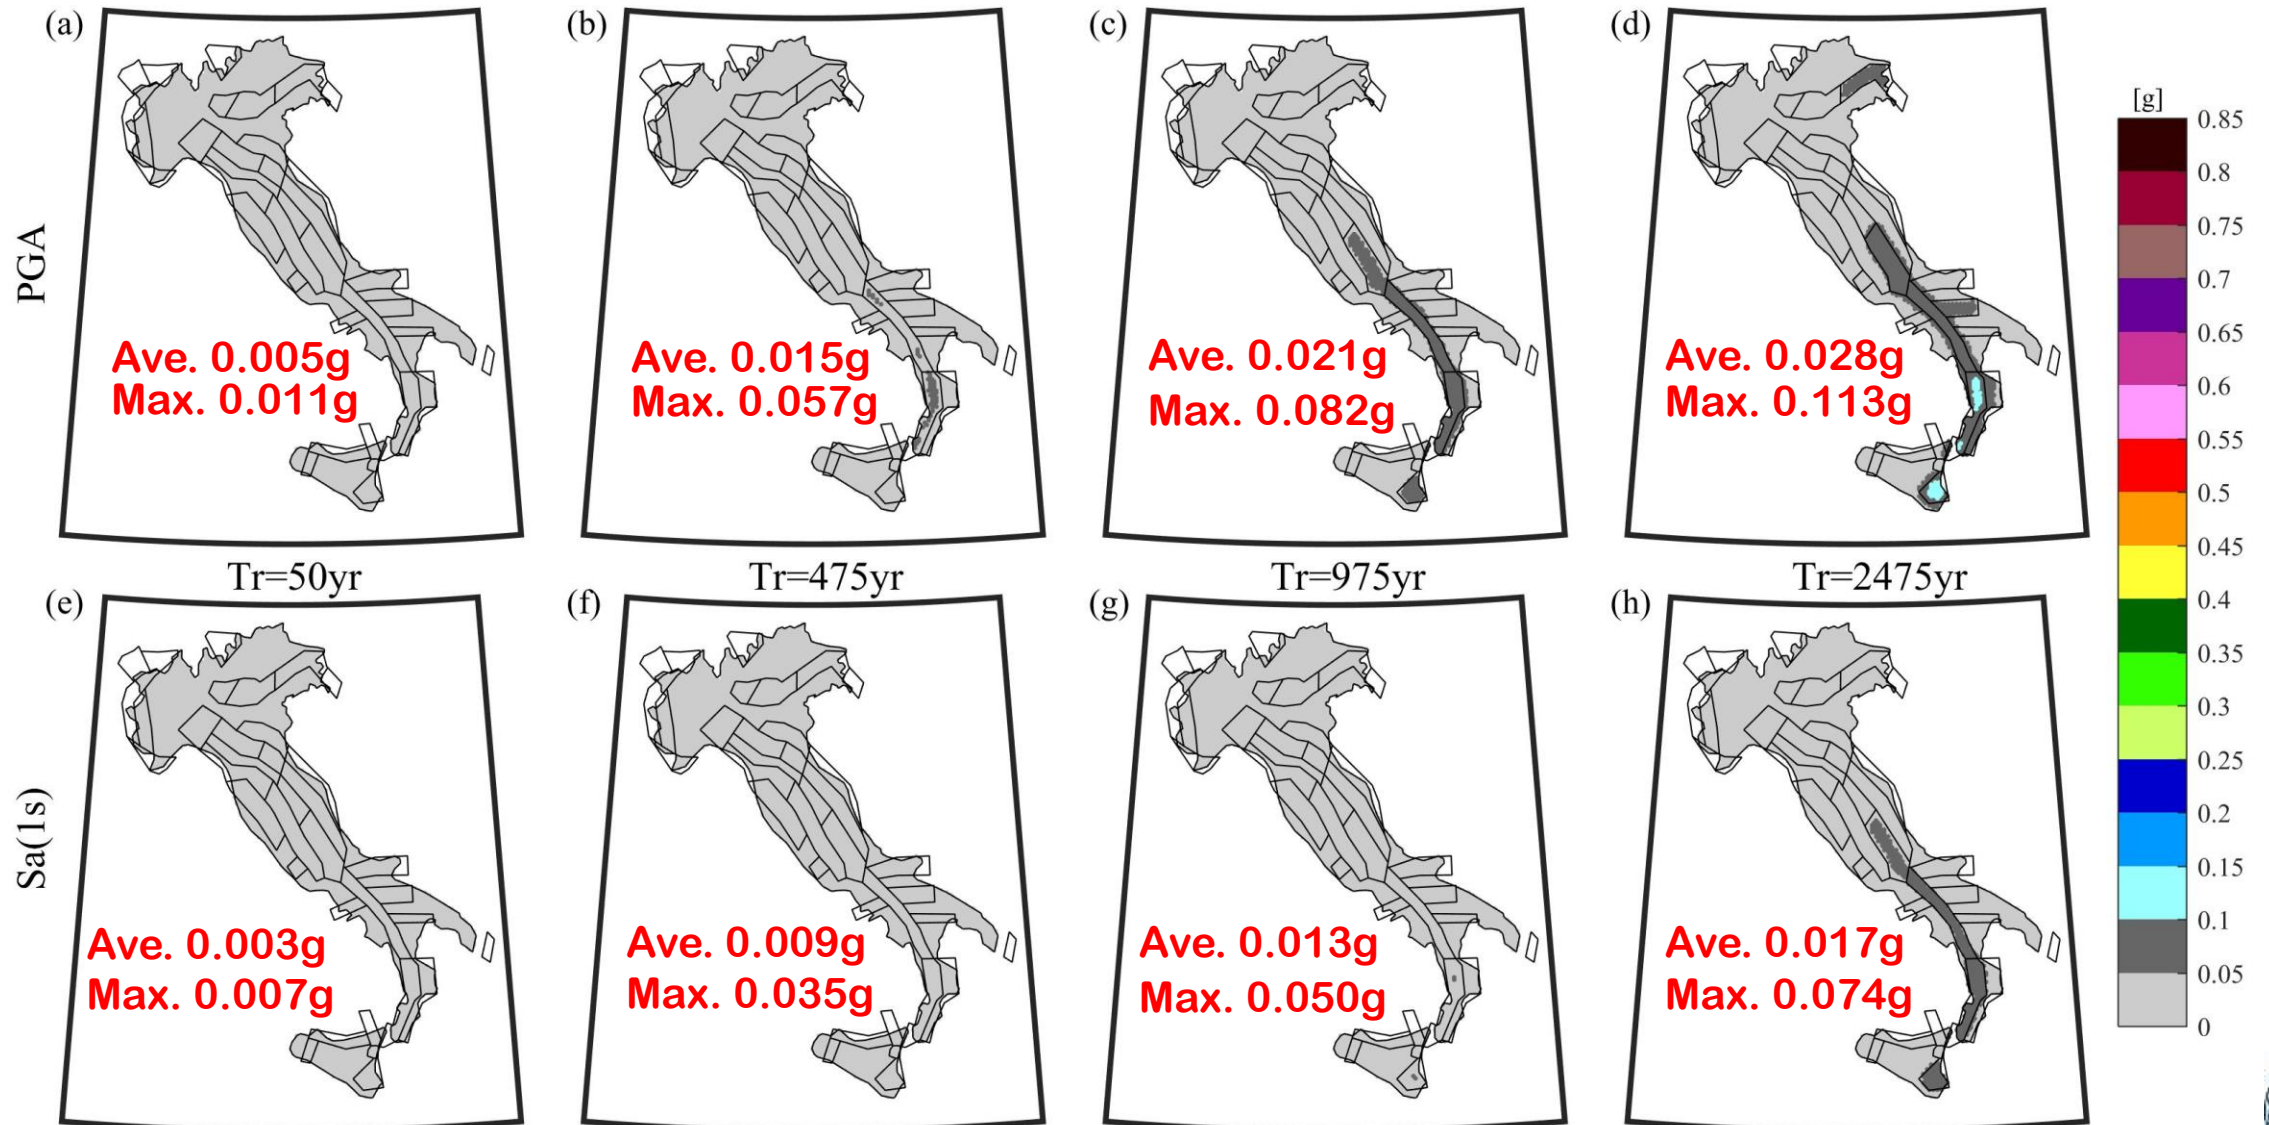 (a)
(b)
(c)
(d)
[g]
PGA
Ave. 0.005g
Max. 0.011g
Ave. 0.015g
Max. 0.057g
Ave. 0.021g
Max. 0.082g
Ave. 0.028g
Max. 0.113g
Tr=50yr
Tr=475yr
Tr=975yr
Tr=2475yr
(e)
(f)
(g)
(h)
Sa(1s)
Ave. 0.003g
Max. 0.007g
Ave. 0.009g
Max. 0.035g
Ave. 0.013g
Max. 0.050g
Ave. 0.017g
Max. 0.074g
0.85
0.8
0.75
0.7
0.65
0.6
0.55
0.5
0.45
0.4
0.35
0.3
0.25
0.2
0.15
0.1
0.05
0